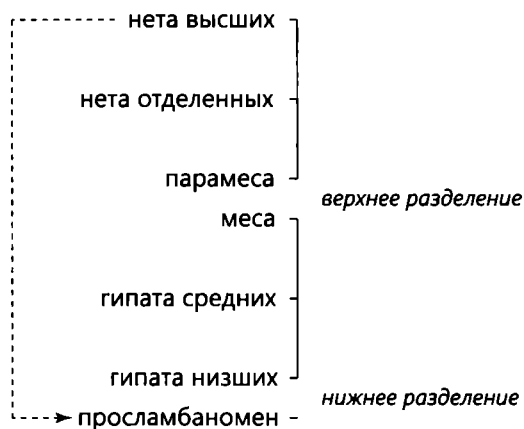 нета высших
нета отделенных
парамеса
верхнее разделение
меса
гипата средних
гипата низших
нижнее разделение
просламбаномен